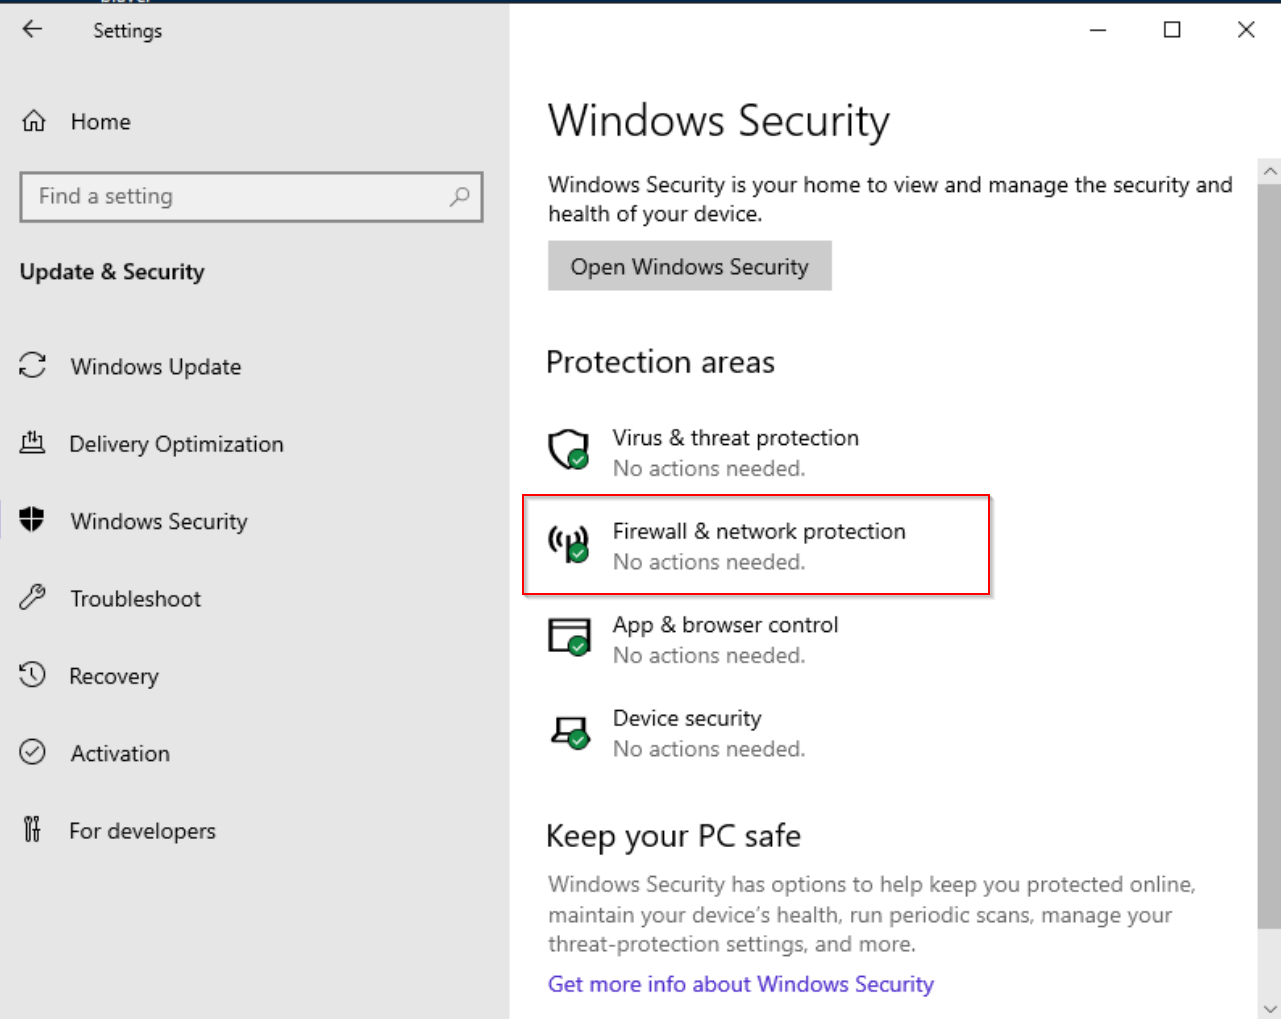 Settings
Home
Find a setting
Update & Security
Windows Update
Delivery Optimization
Windows Security
Troubleshoot
Recovery
Activation
For developers
Windows Security
Windows Security is your home to view and manage the security and
health of your device.
Open Windows Security
Protection areas
Virus & threat protection
No actions needed.
Firewall & network protection
No actions needed.
App & browser control
No actions needed.
Device security
No actions needed.
Keep your PC safe
Windows Security has options to help keep you protected online,
maintain your device's health, run periodic scans, manage your
threat-protection settings, and more.
Get more info about Windows Security